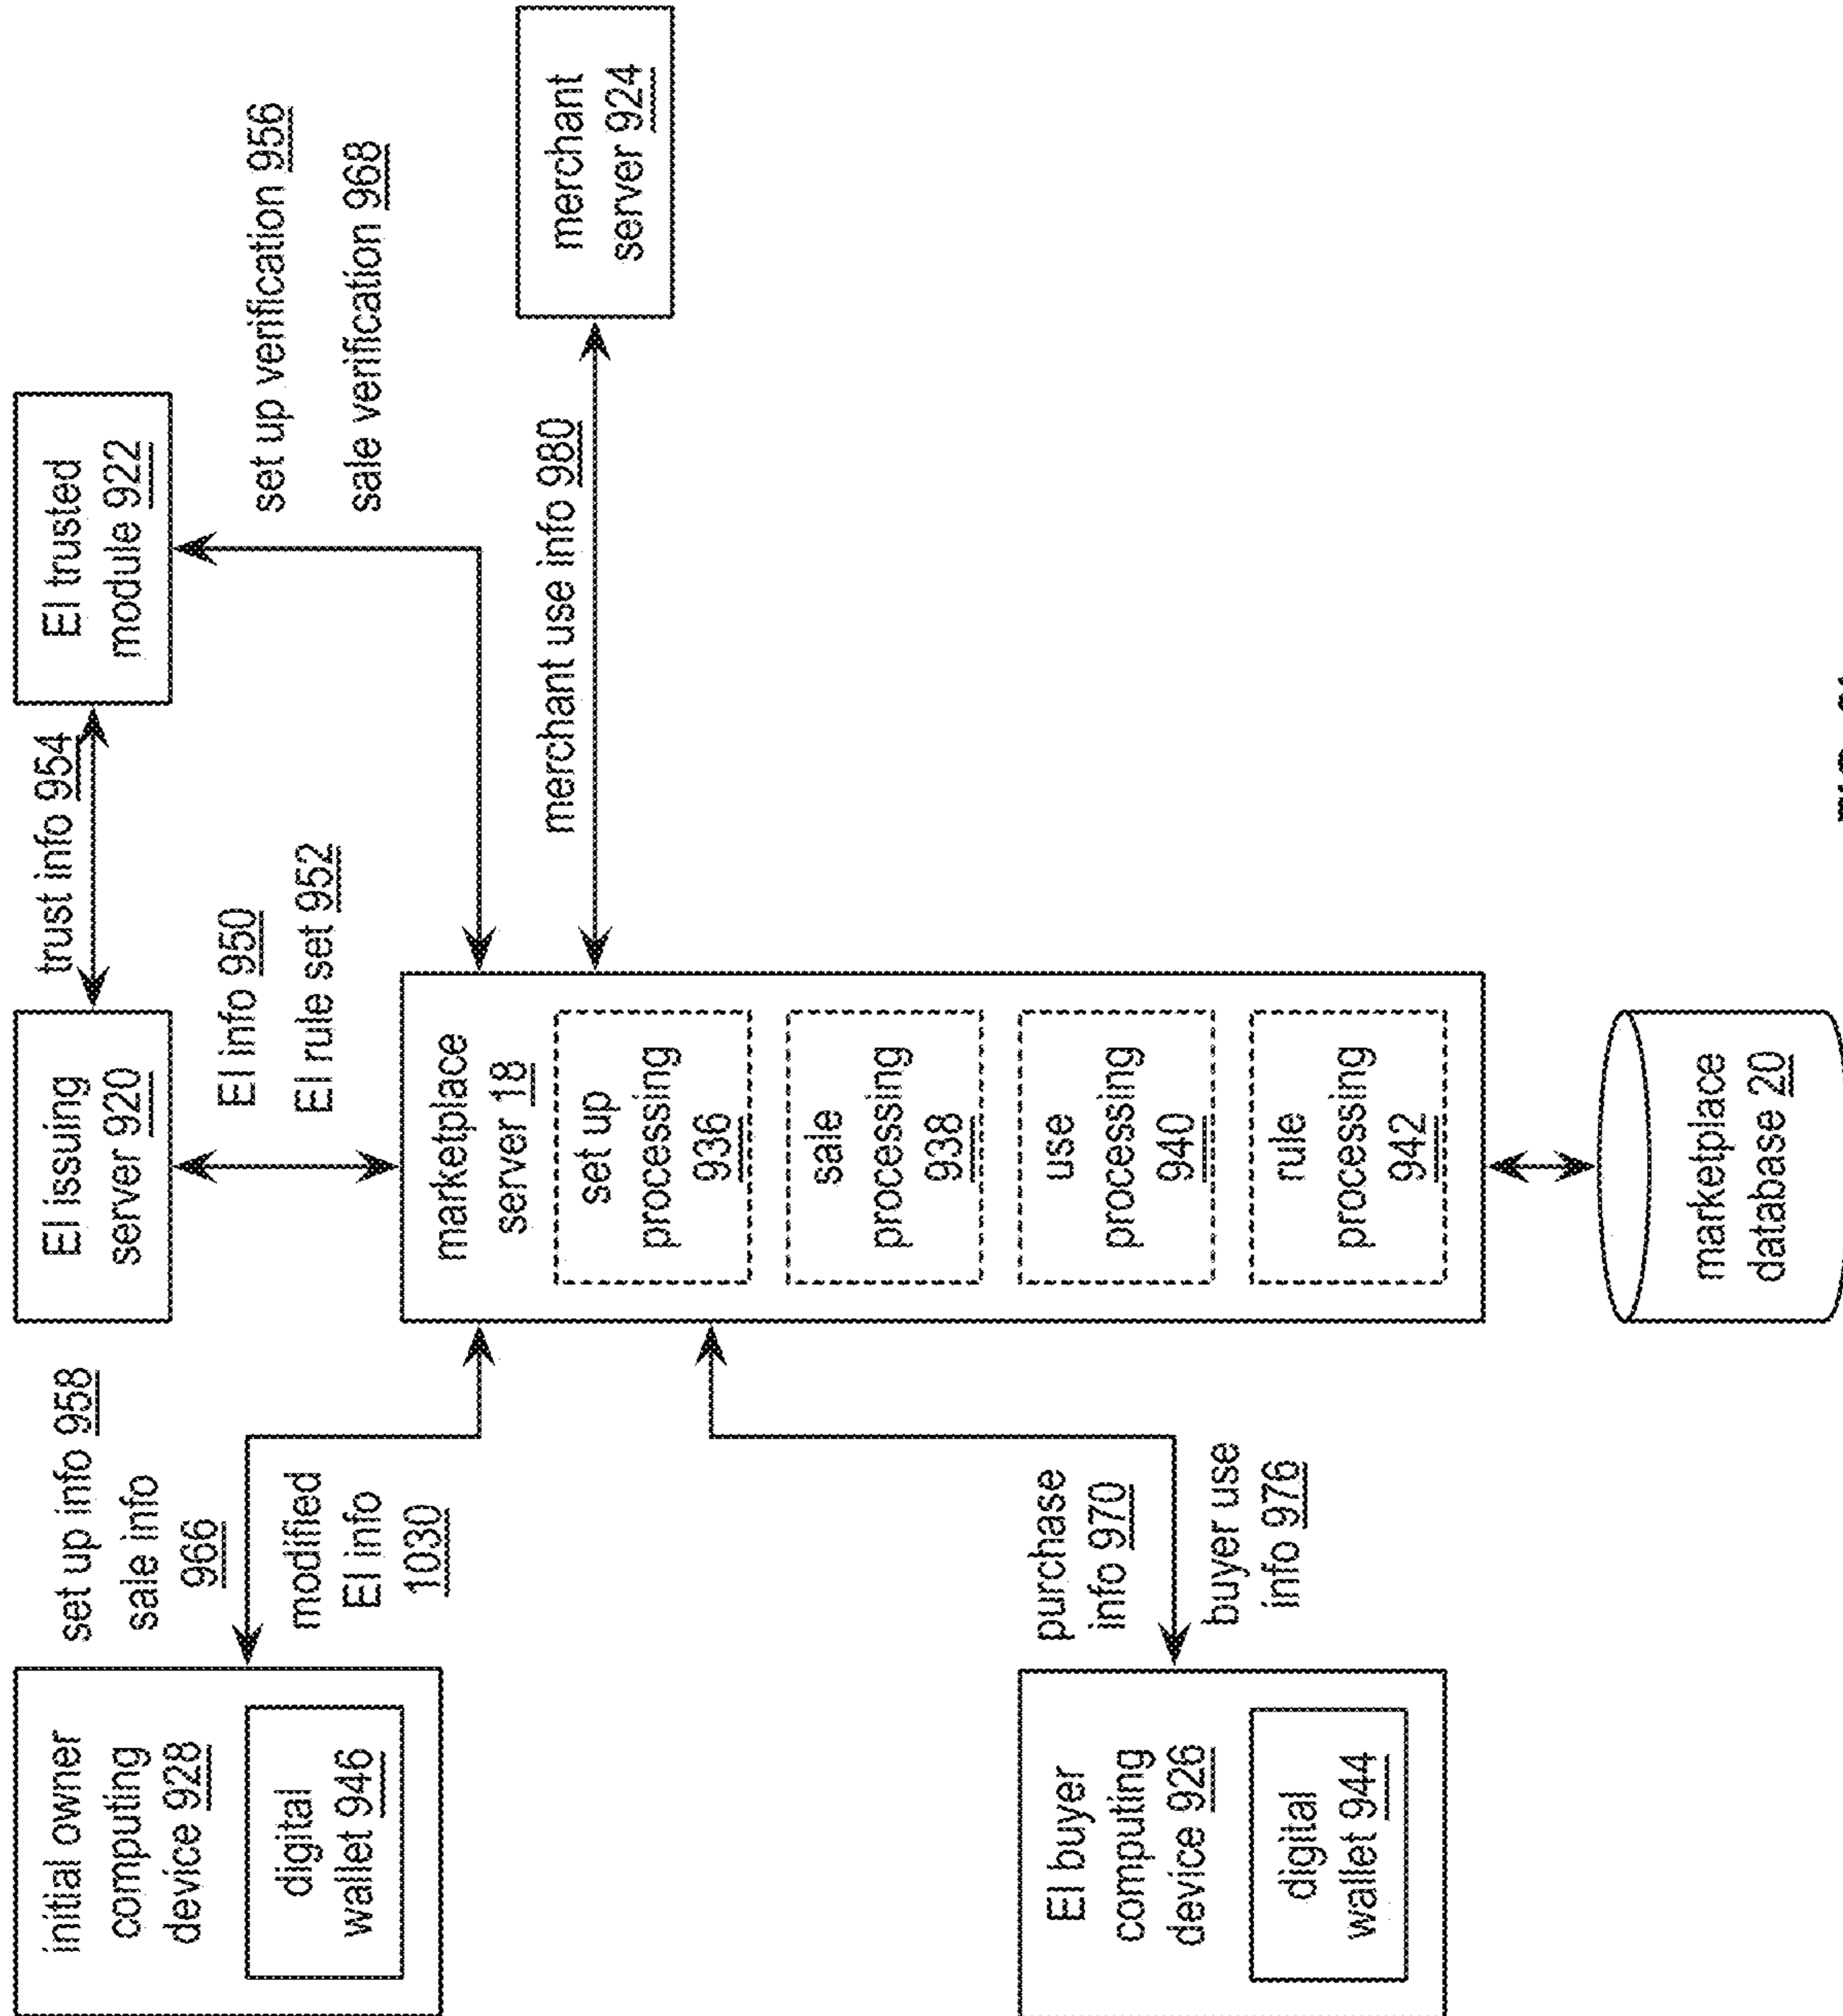 initial owner
computing
device 928
digital
wallet 946
set up info 958
sale info
966
modified
EI info
1030
EI issuing
server 920
trust info 954
EI trusted
module 922
EI info 950
EI rule set 952
set up verification 956
sale verification 968
marketplace
server 18
set up
processing
936
sale
processing
938
use
processing
940
rule
processing
942
merchant use info 980
merchant
server 924
EI buyer
computing
device 926
digital
wallet 944
purchase
info 970
buyer use
info 976
marketplace
database 20